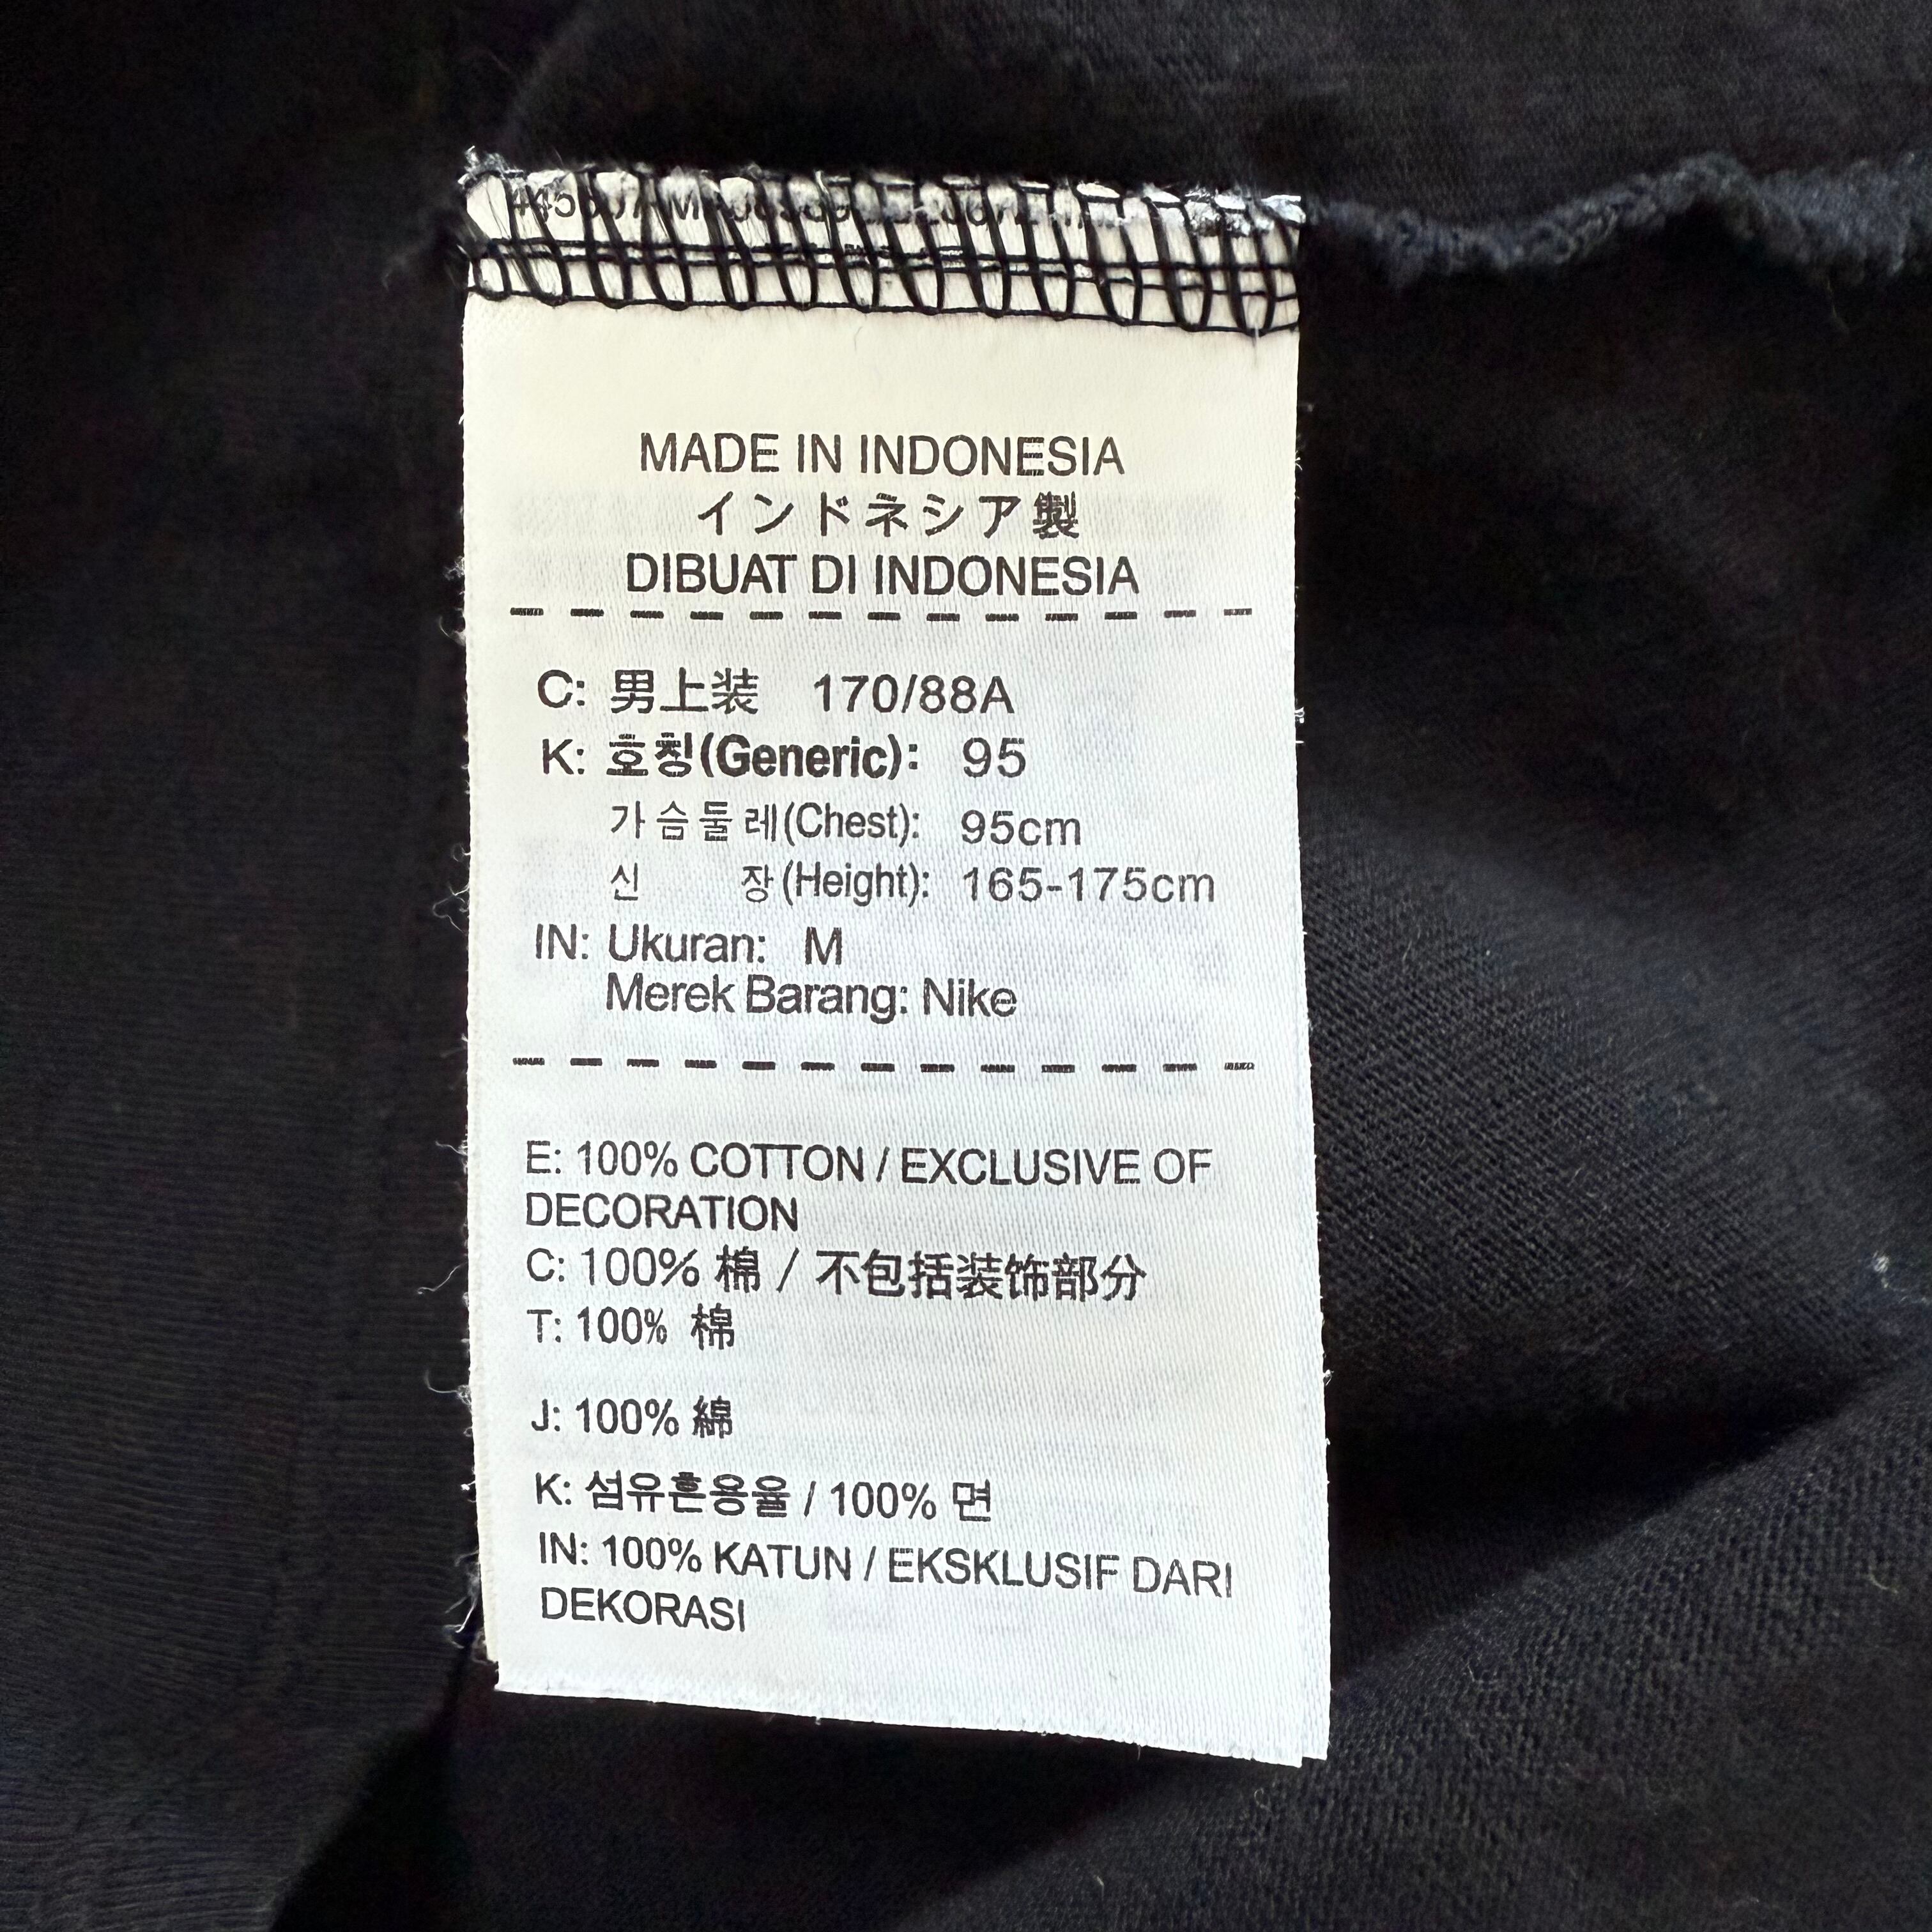 MADE IN INDONESIA
インドネシア製
DIBUAT DI INDONESIA
C: 男上装 170/88A
K: 호칭(Generic): 95
가슴둘레(Chest): 95cm
신 장(Height): 165-175cm
IN: Ukuran: M
Merek Barang: Nike
E: 100% COTTON / EXCLUSIVE OF
DECORATION
C: 100% 棉 / 不包括装饰部分
T: 100% 棉
J: 100% 綿
K: 섬유혼용율 / 100% 면
IN: 100% KATUN / EKSKLUSIF DARI
DEKORASI